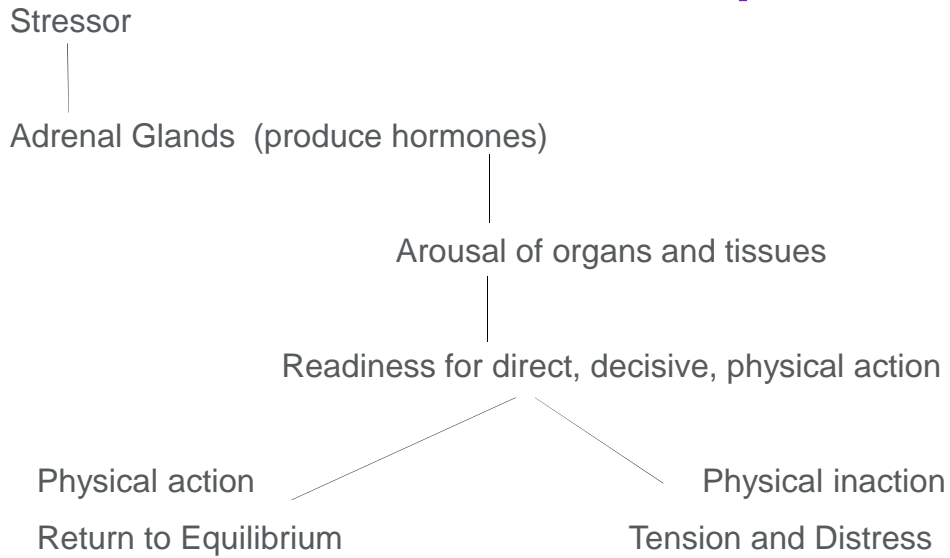 Stressor
Adrenal Glands (produce hormones)
Arousal of organs and tissues
Readiness for direct, decisive, physical action
Physical action
Physical inaction
Return to Equilibrium
Tension and Distress